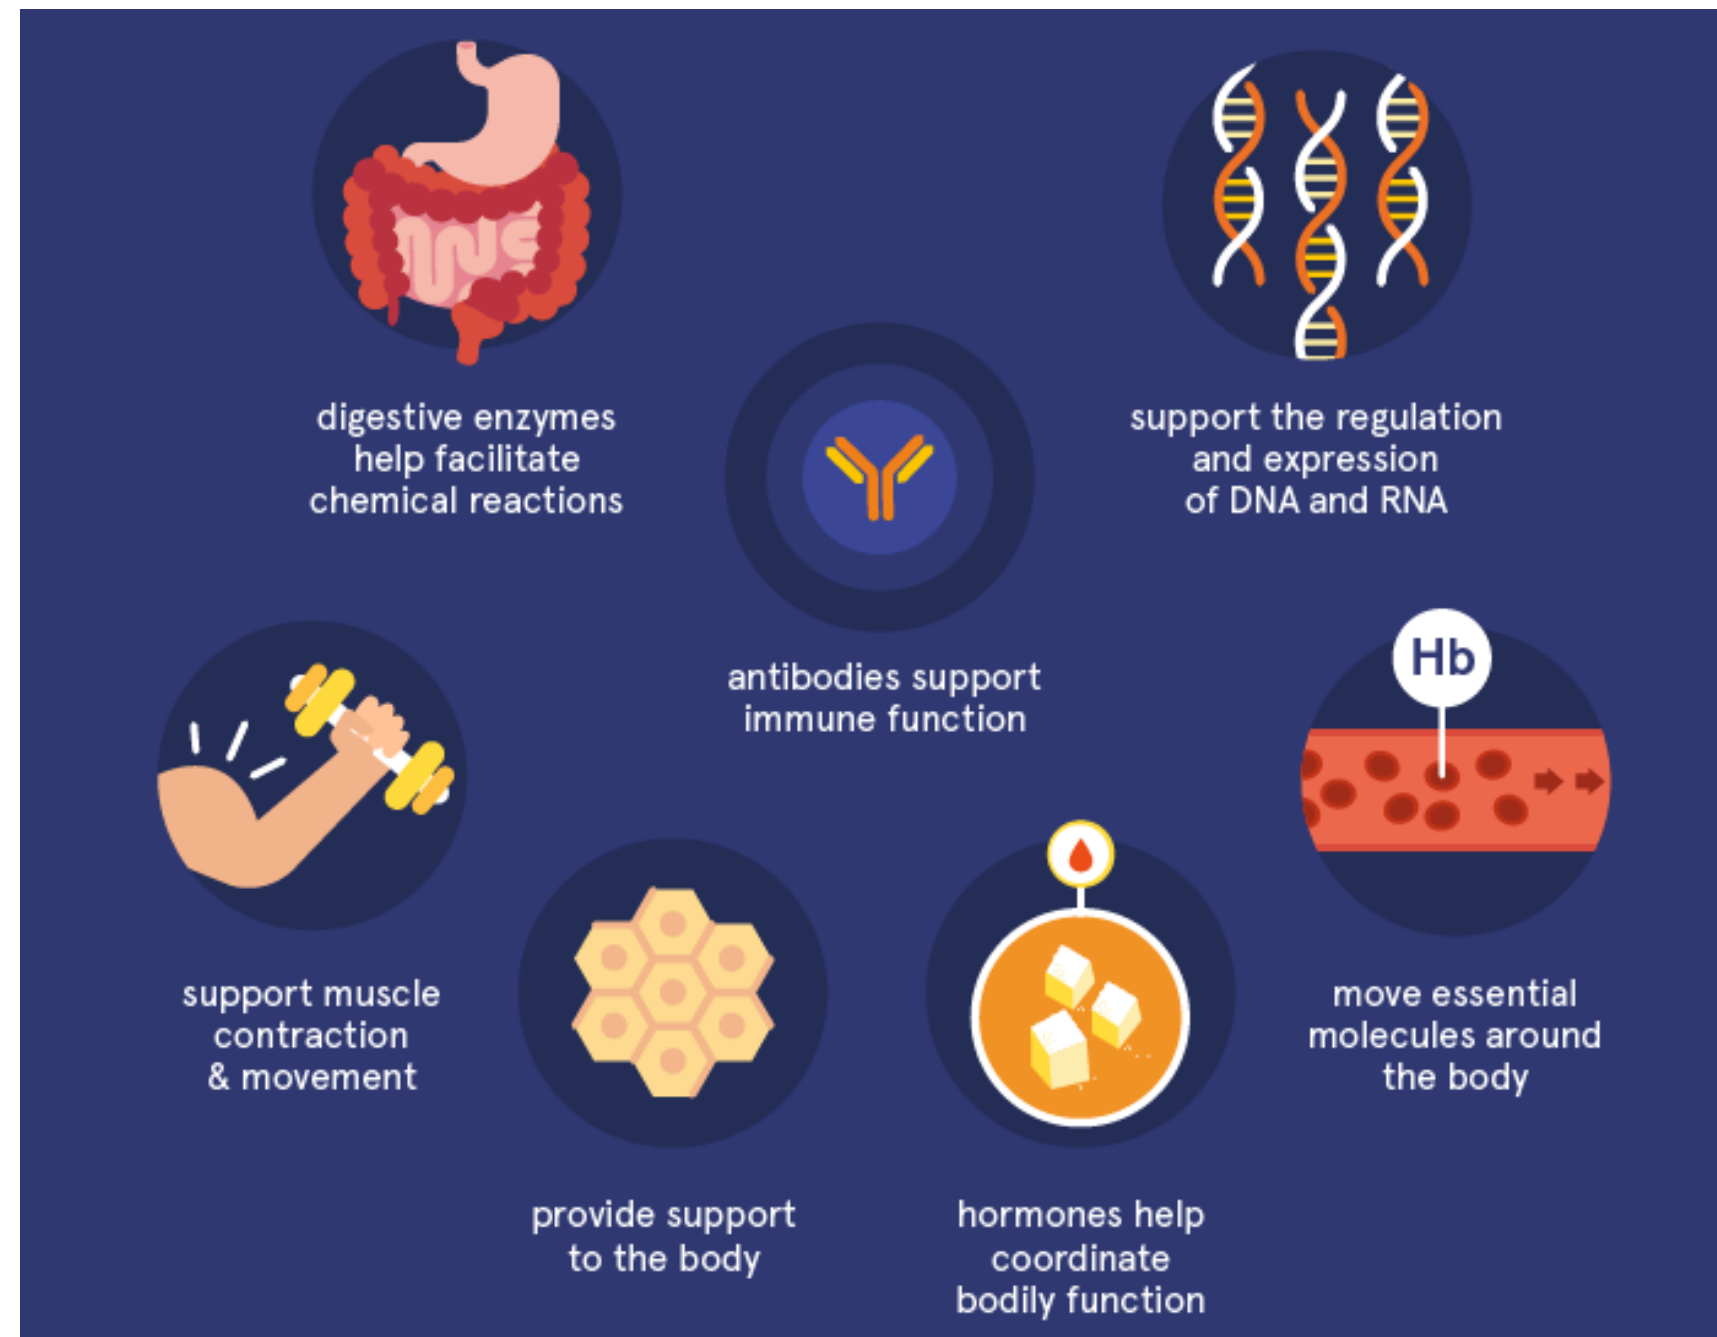 digestive enzymes
help facilitate
chemical reactions
support the regulation
and expression
of DNA and RNA
antibodies support
immune function
Hb
support muscle
contraction
& movement
move essential
molecules around
the body
provide support
to the body
hormones help
coordinate
bodily function